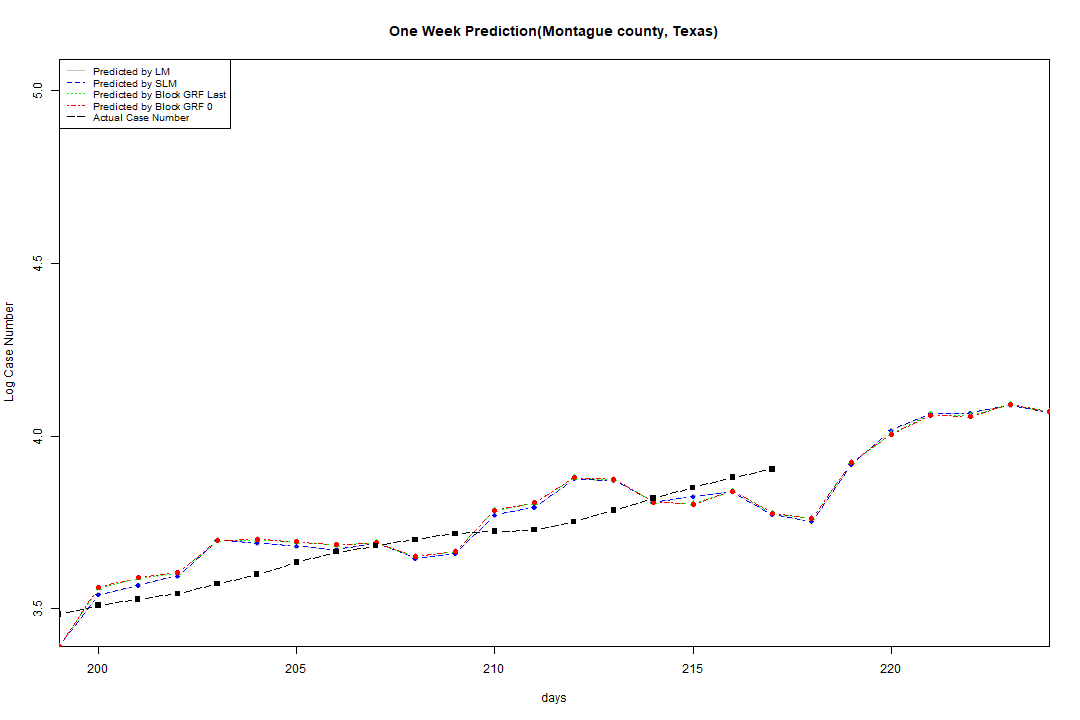 One Week Prediction(Montague county, Texas)
Predicted by LM
Predicted by SLM
Predicted by Block GRF Last
Predicted by Block GRF 0
Actual Case Number
5.0
4.5
4.0
3.5
Log Case Number
200 205 210 215 220
days